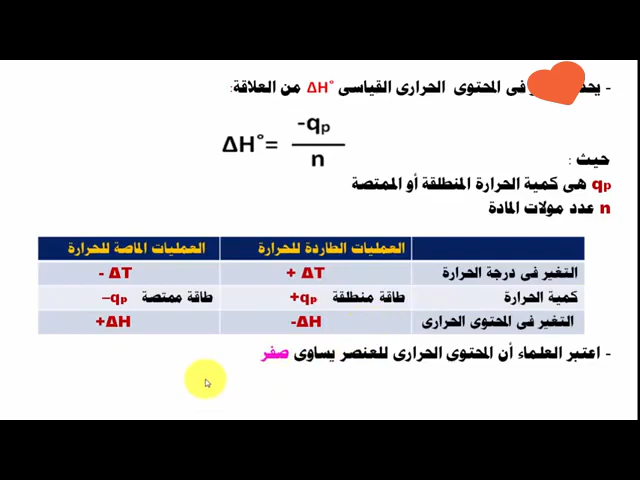 - يحد ر فى المحتوى الحرارى القياسى ΔH˚ من العلاقة:
ΔH˚= -qp / n
حيث :
qp هى كمية الحرارة المنطلقة أو الممتصة
n عدد مولات المادة
العمليات الطاردة للحرارة العمليات الماصة للحرارة
التغير فى درجة الحرارة + ΔT - ΔT
كمية الحرارة طاقة منطلقة +qp طاقة ممتصة –qp
التغير فى المحتوى الحرارى -ΔH +ΔH
- اعتبر العلماء أن المحتوى الحرارى للعنصر يساوى صفر